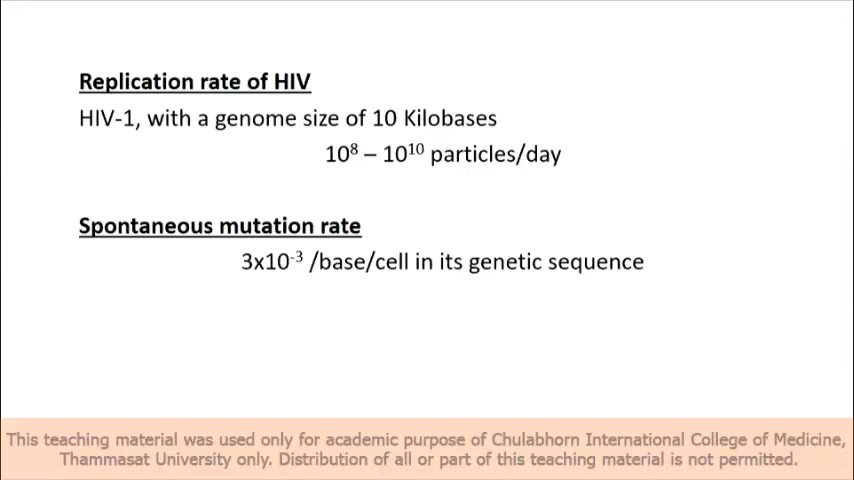 Replication rate of HIV
HIV-1, with a genome size of 10 Kilobases
10⁸ – 10¹⁰ particles/day
Spontaneous mutation rate
3x10⁻³ /base/cell in its genetic sequence
This teaching material was used only for academic purpose of Chulabhorn International College of Medicine,
Thammasat University only. Distribution of all or part of this teaching material is not permitted.